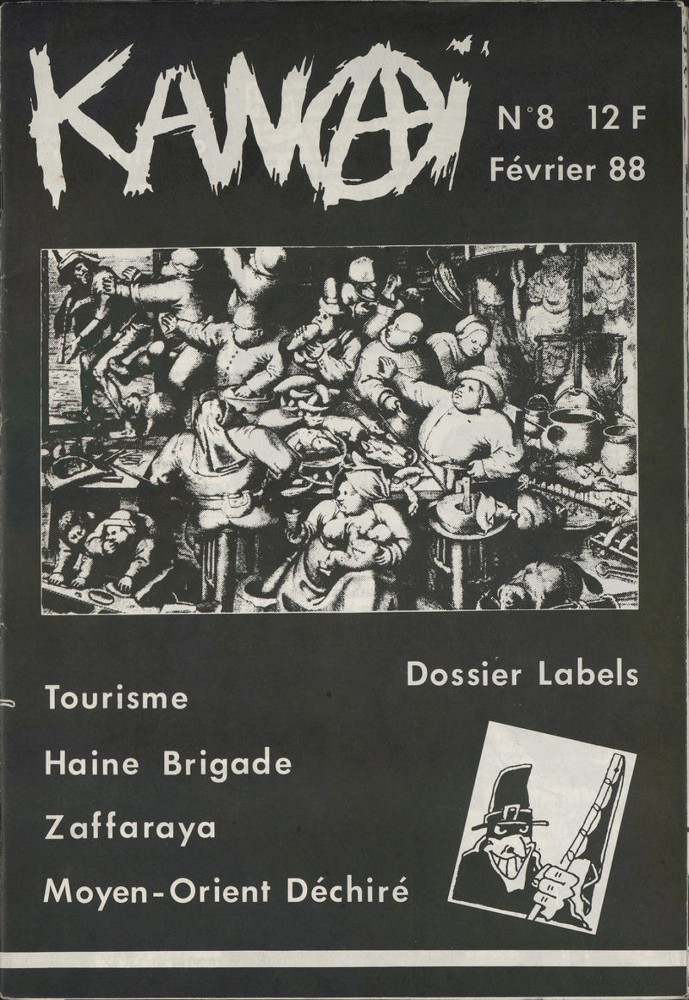 KANAÏ
N°8 12 F
Février 88
Dossier Labels
Tourisme
Haine Brigade
Zaffaraya
Moyen-Orient Déchiré